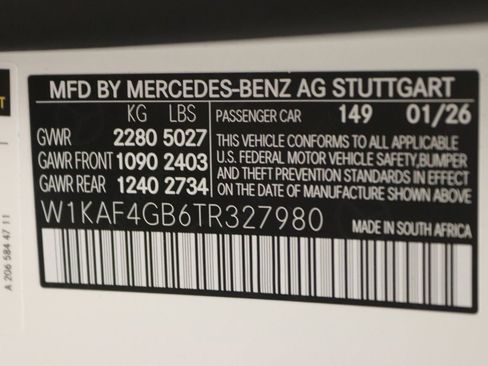 MFD BY MERCEDES-BENZ AG STUTTGART
KG LBS
PASSENGER CAR 149 01/26
GVWR 2280 5027
GAWR FRONT 1090 2403
GAWR REAR 1240 2734
THIS VEHICLE CONFORMS TO ALL APPLICABLE
U.S. FEDERAL MOTOR VEHICLE SAFETY, BUMPER
AND THEFT PREVENTION STANDARDS IN EFFECT
ON THE DATE OF MANUFACTURE SHOWN ABOVE
W1KAF4GB6TR327980
MADE IN SOUTH AFRICA
A 206 584 47 11